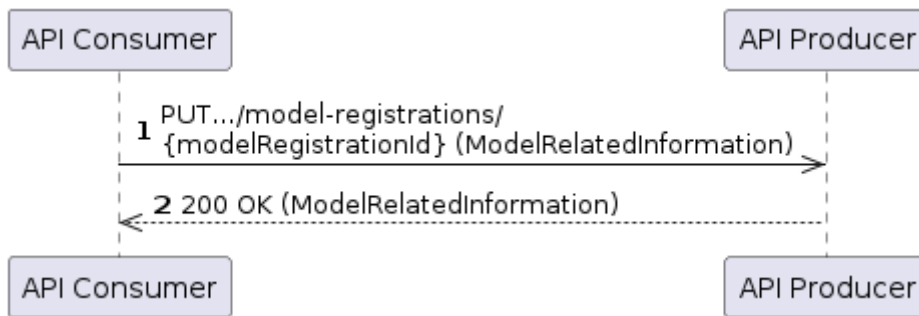 API Consumer
API Producer
1 PUT.../model-registrations/
{modelRegistrationId} (ModelRelatedInformation)
2 200 OK (ModelRelatedInformation)
API Consumer
API Producer